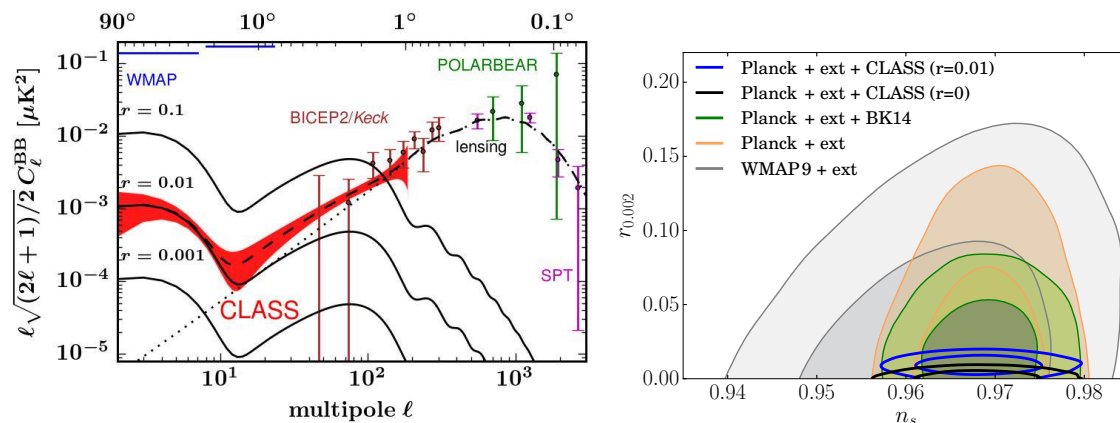 90° 10° 1° 0.1°
10⁻¹
10⁻²
10⁻³
10⁻⁴
10⁻⁵
ℓ√(2ℓ + 1)/2 C_ℓ^BB [μK²]
WMAP
POLARBEAR
r = 0.1
BICEP2/Keck
lensing
r = 0.01
r = 0.001
CLASS
SPT
10¹ 10² 10³
multipole ℓ
0.20
0.15
0.10
0.05
0.00
r₀.₀₀₂
Planck + ext + CLASS (r=0.01)
Planck + ext + CLASS (r=0)
Planck + ext + BK14
Planck + ext
WMAP9 + ext
0.94 0.95 0.96 0.97 0.98
nₛ